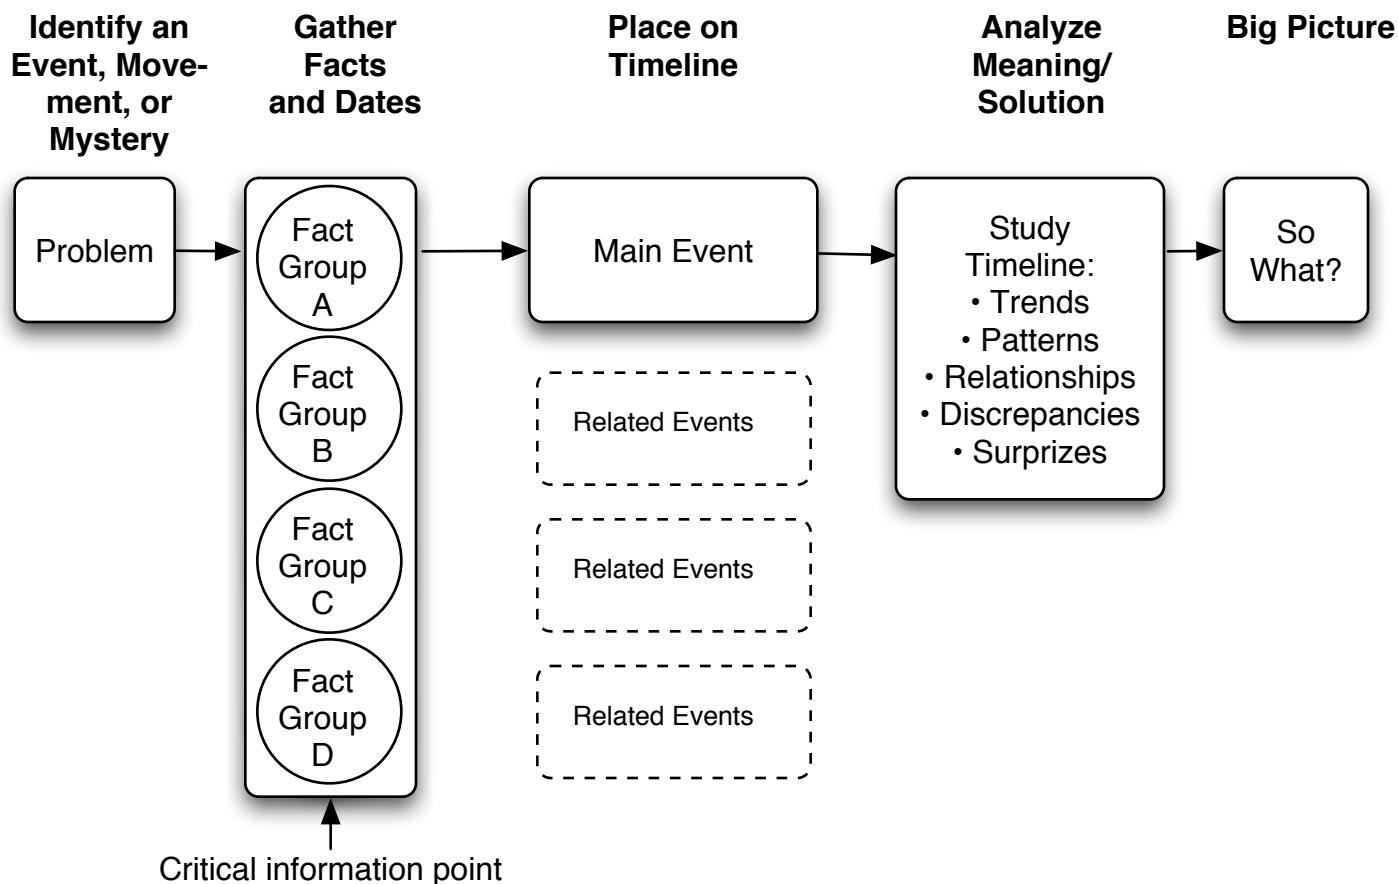 Identify an
Event, Move-
ment, or
Mystery
Gather
Facts
and Dates
Place on
Timeline
Analyze
Meaning/
Solution
Big Picture
Problem
Fact
Group
A
Fact
Group
B
Fact
Group
C
Fact
Group
D
Main Event
Related Events
Related Events
Related Events
Study
Timeline:
• Trends
• Patterns
• Relationships
• Discrepancies
• Surprizes
So
What?
Critical information point